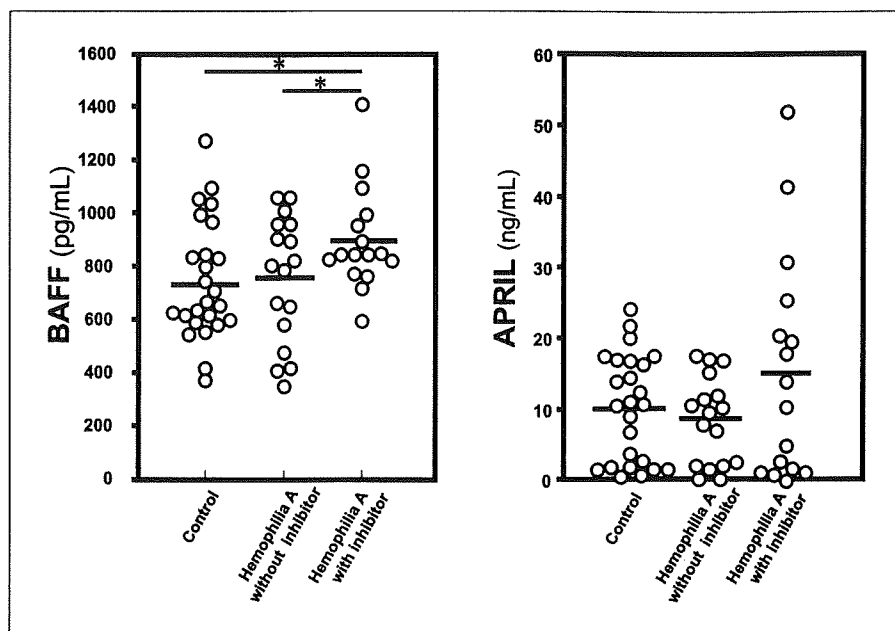 BAFF (pg/mL)
1600
1400
1200
1000
800
600
400
200
0
*
*
Control
Hemophilia A
without Inhibitor
Hemophilia A
with Inhibitor
APRIL (ng/mL)
60
50
40
30
20
10
0
Control
Hemophilia A
without Inhibitor
Hemophilia A
with Inhibitor